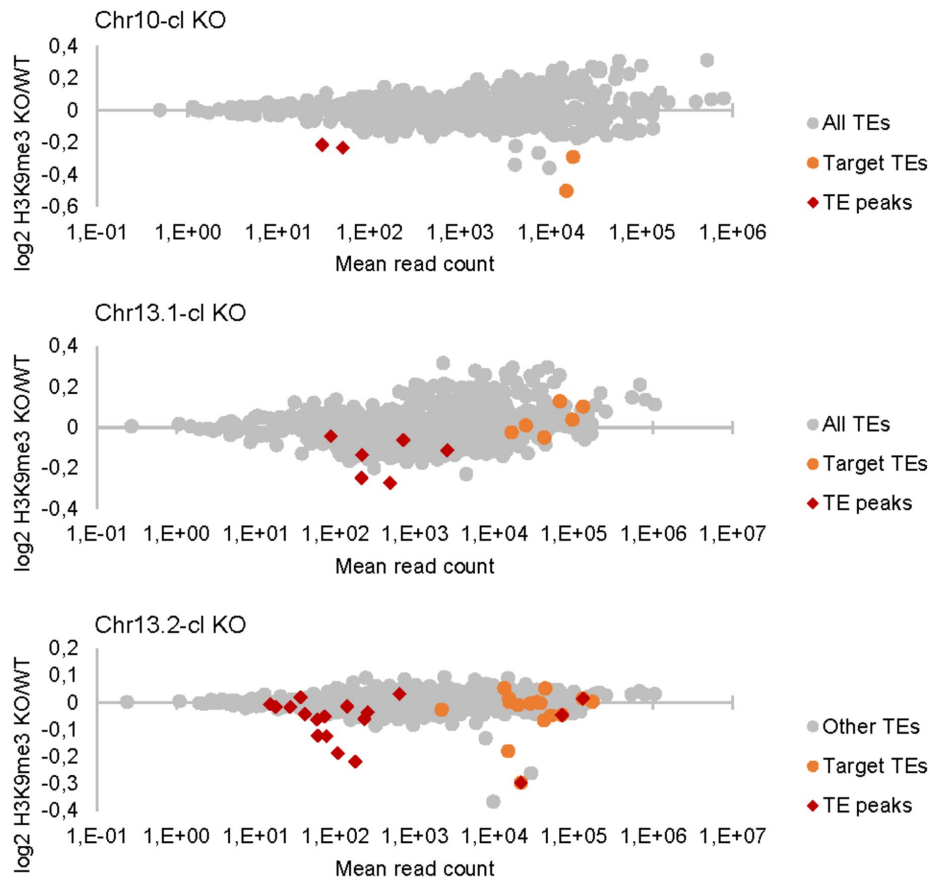 Chr10-cl KO
log2 H3K9me3 KO/WT
0,4
0,2
0
-0,2
-0,4
-0,6
1,E-01 1,E+00 1,E+02 1,E+03 1,E+04 1,E+05 1,E+06
Mean read count
All TEs
Target TEs
TE peaks
Chr13.1-cl KO
log2 H3K9me3 KO/WT
0,4
0,2
0
-0,2
-0,4
1,E-01 1,E+00 1,E+01 1,E+02 1,E+03 1,E+04 1,E+05 1,E+06 1,E+07
Mean read count
All TEs
Target TEs
TE peaks
Chr13.2-cl KO
log2 H3K9me3 KO/WT
0,2
0,1
0
-0,1
-0,2
-0,3
-0,4
1,E-01 1,E+00 1,E+01 1,E+02 1,E+03 1,E+04 1,E+05 1,E+06 1,E+07
Mean read count
Other TEs
Target TEs
TE peaks